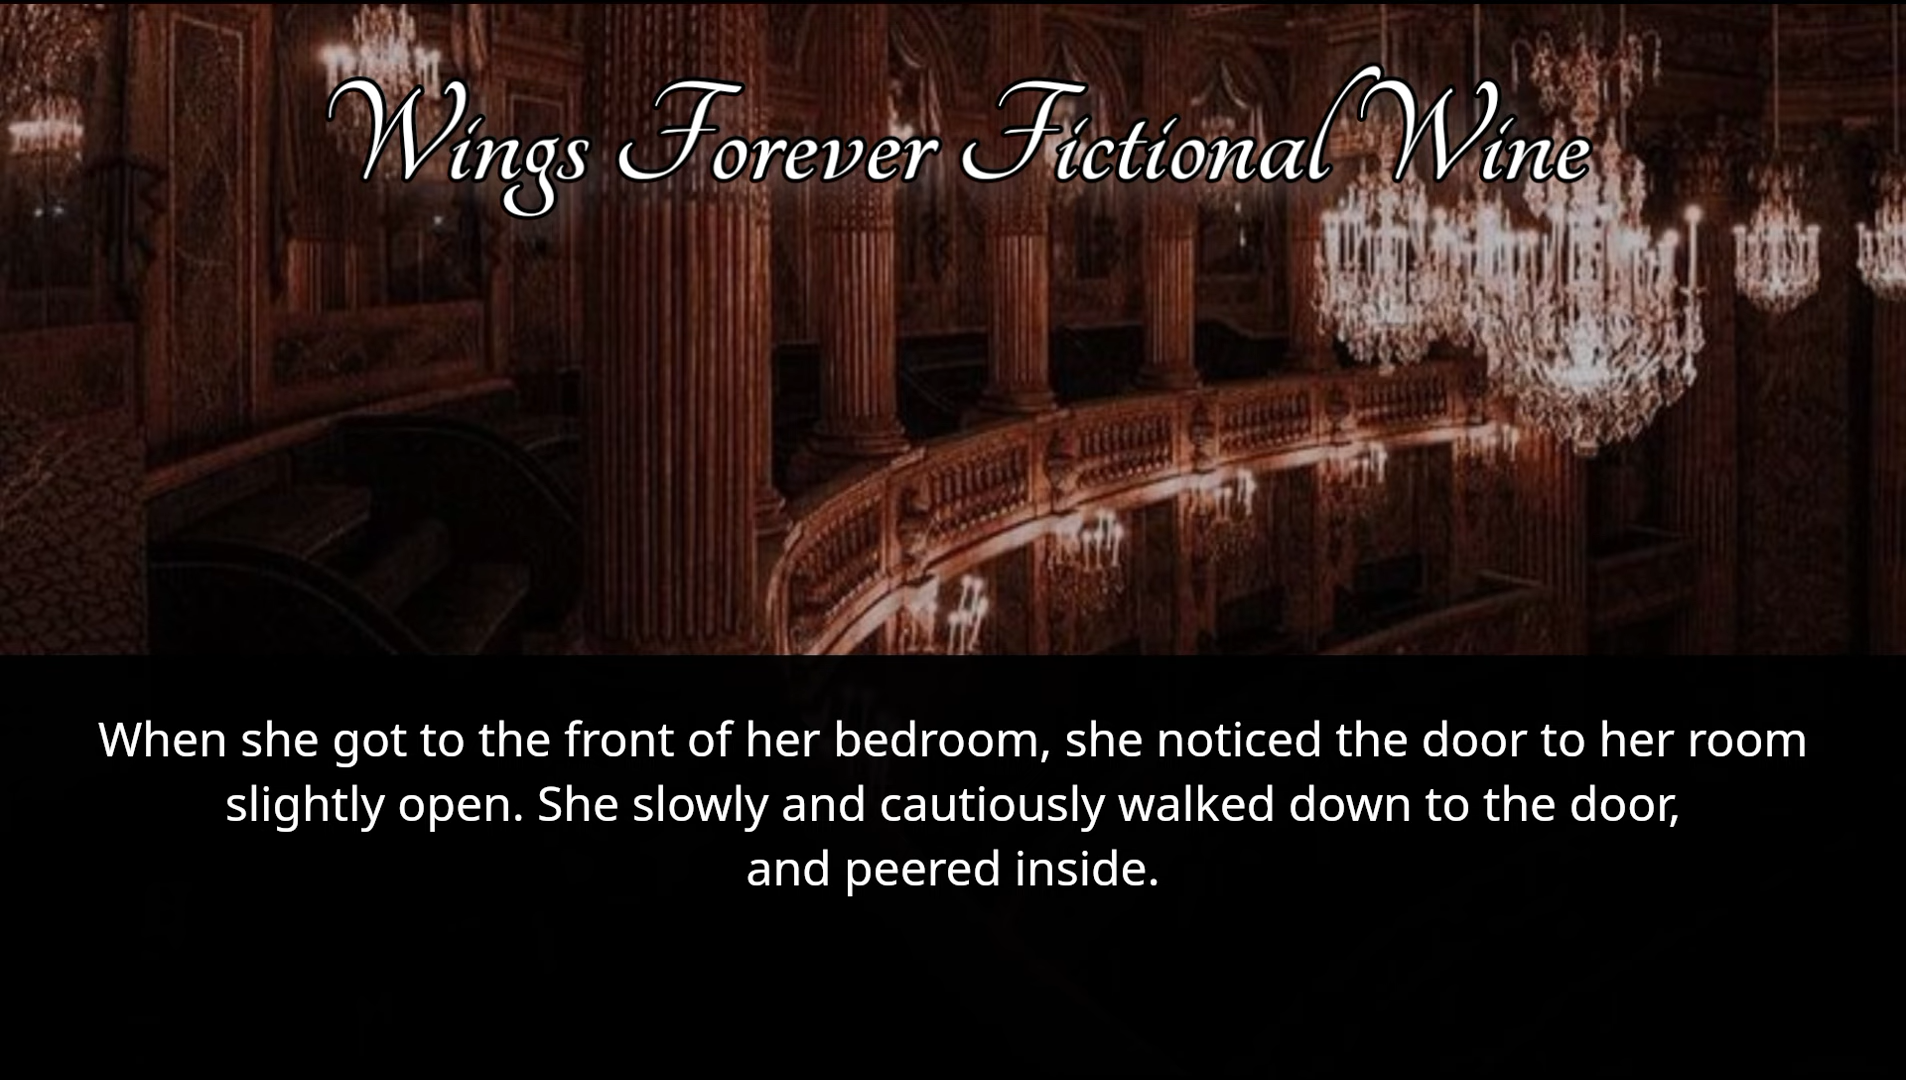 Wings Forever Fictional Wine
When she got to the front of her bedroom, she noticed the door to her room
slightly open. She slowly and cautiously walked down to the door,
and peered inside.